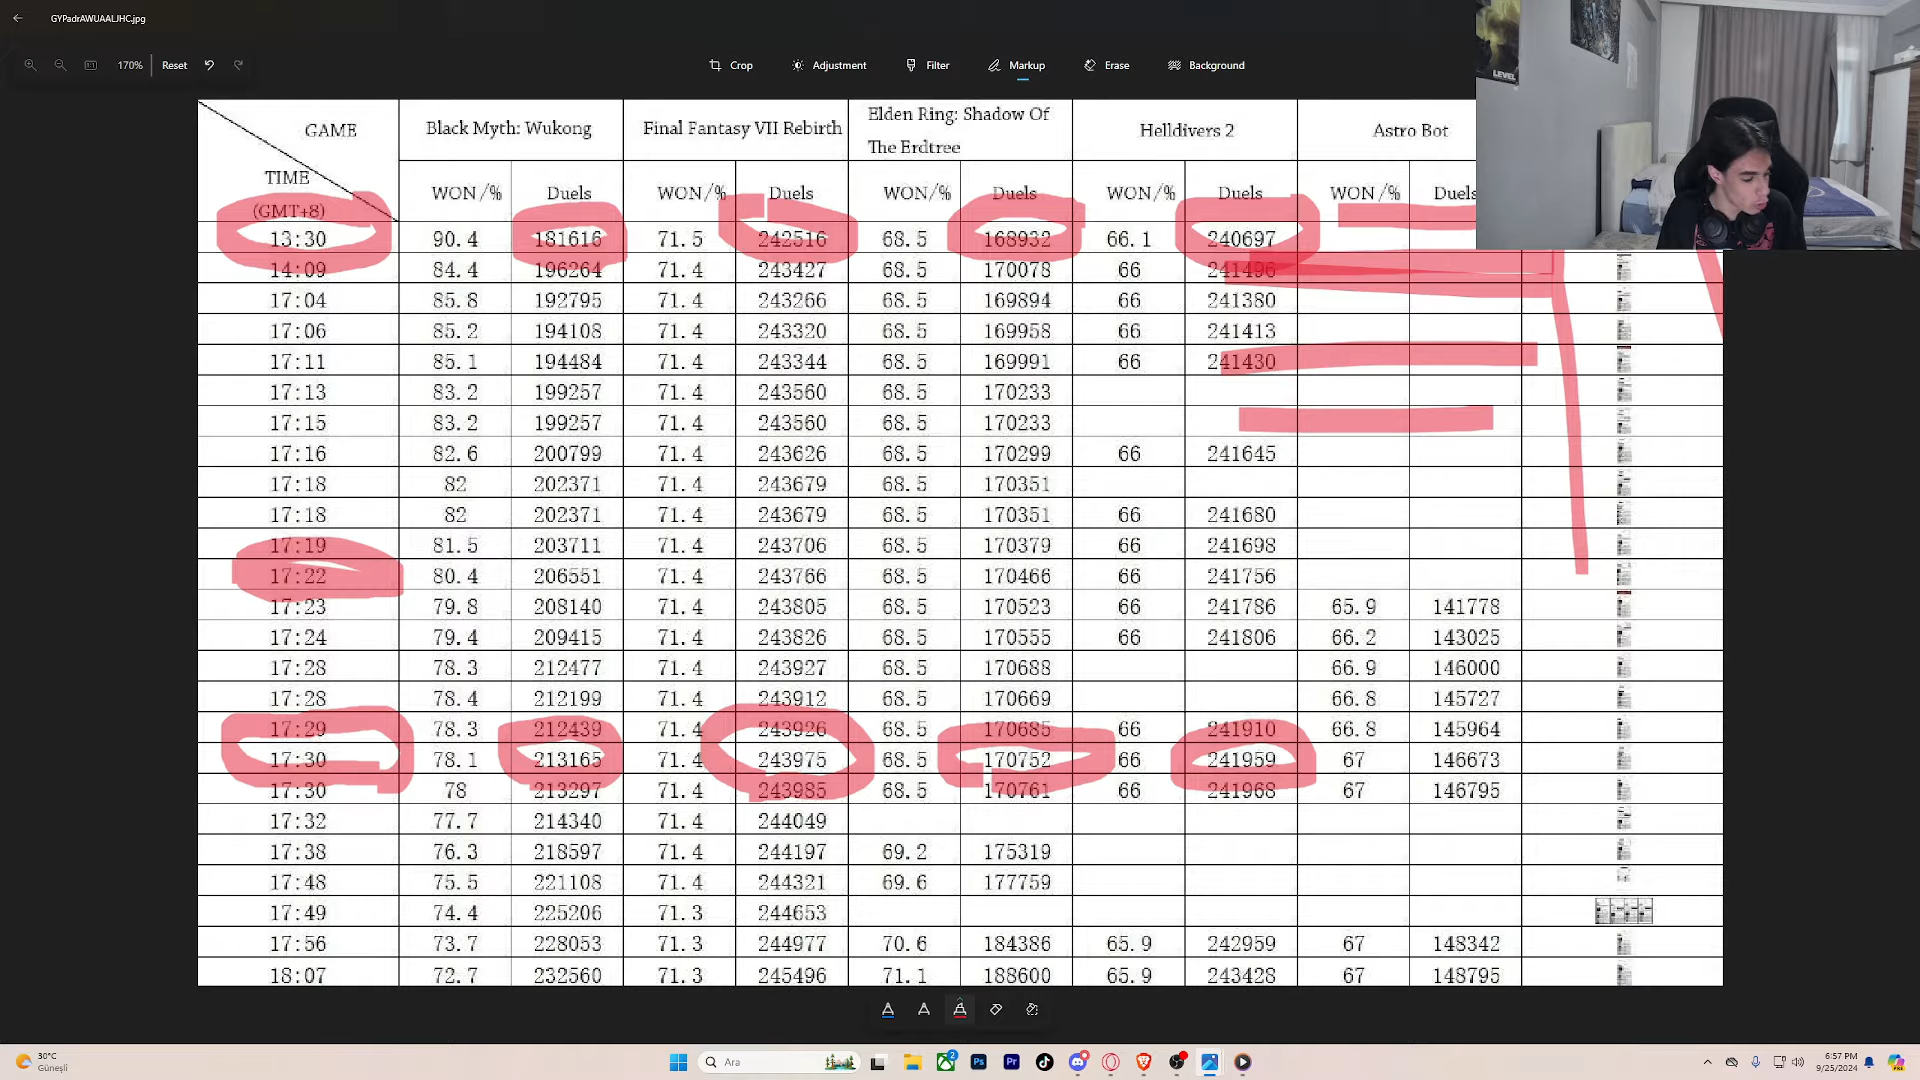 GYPadrAWUAALJHC.jpg
170% Reset
Crop Adjustment Filter Markup Erase Background
LEVEL
GAME Black Myth: Wukong Final Fantasy VII Rebirth Elden Ring: Shadow Of The Erdtree Helldivers 2 Astro Bot
TIME (GMT+8) WON/% Duels WON/% Duels WON/% Duels WON/% Duels WON/% Duels
13:30 90.4 181616 71.5 242516 68.5 168932 66.1 240697
14:09 84.4 196264 71.4 243427 68.5 170078 66 241496
17:04 85.8 192795 71.4 243266 68.5 169894 66 241380
17:06 85.2 194108 71.4 243320 68.5 169958 66 241413
17:11 85.1 194484 71.4 243344 68.5 169991 66 241430
17:13 83.2 199257 71.4 243560 68.5 170233
17:15 83.2 199257 71.4 243560 68.5 170233
17:16 82.6 200799 71.4 243626 68.5 170299 66 241645
17:18 82 202371 71.4 243679 68.5 170351
17:18 82 202371 71.4 243679 68.5 170351 66 241680
17:19 81.5 203711 71.4 243706 68.5 170379 66 241698
17:22 80.4 206551 71.4 243766 68.5 170466 66 241756
17:23 79.8 208140 71.4 243805 68.5 170523 66 241786 65.9 141778
17:24 79.4 209415 71.4 243826 68.5 170555 66 241806 66.2 143025
17:28 78.3 212477 71.4 243927 68.5 170688 66.9 146000
17:28 78.4 212199 71.4 243912 68.5 170669 66.8 145727
17:29 78.3 212439 71.4 243926 68.5 170685 66 241910 66.8 145964
17:30 78.1 213165 71.4 243975 68.5 170752 66 241959 67 146673
17:30 78 213297 71.4 243985 68.5 170761 66 241968 67 146795
17:32 77.7 214340 71.4 244049
17:38 76.3 218597 71.4 244197 69.2 175319
17:48 75.5 221108 71.4 244321 69.6 177759
17:49 74.4 225206 71.3 244653
17:56 73.7 228053 71.3 244977 70.6 184386 65.9 242959 67 148342
18:07 72.7 232560 71.3 245496 71.1 188600 65.9 243428 67 148795
30°C
Güneşli
Ara
2
Ps
Pr
6:57 PM
9/25/2024